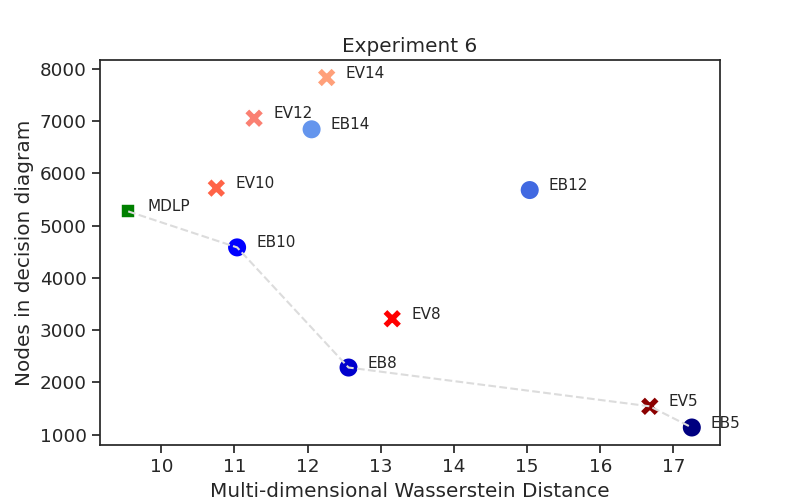 Experiment 6
Nodes in decision diagram
8000
7000
6000
5000
4000
3000
2000
1000
EV14
EV12
EB14
EV10
EB12
MDLP
EB10
EV8
EB8
EV5
EB5
10 11 12 13 14 15 16 17
Multi-dimensional Wasserstein Distance